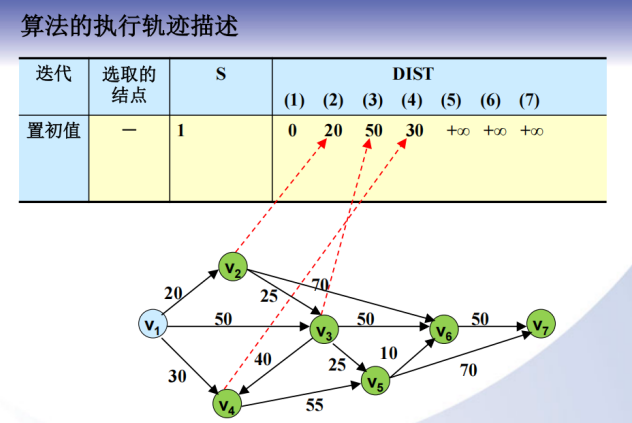 算法的执行轨迹描述
迭代 选取的结点 S DIST
(1) (2) (3) (4) (5) (6) (7)
置初值 — 1 0 20 50 30 +∞ +∞ +∞
v2
70
20 25
v1 50 v3 50 v6 50 v7
30 40 25 10 70
v5
v4 55